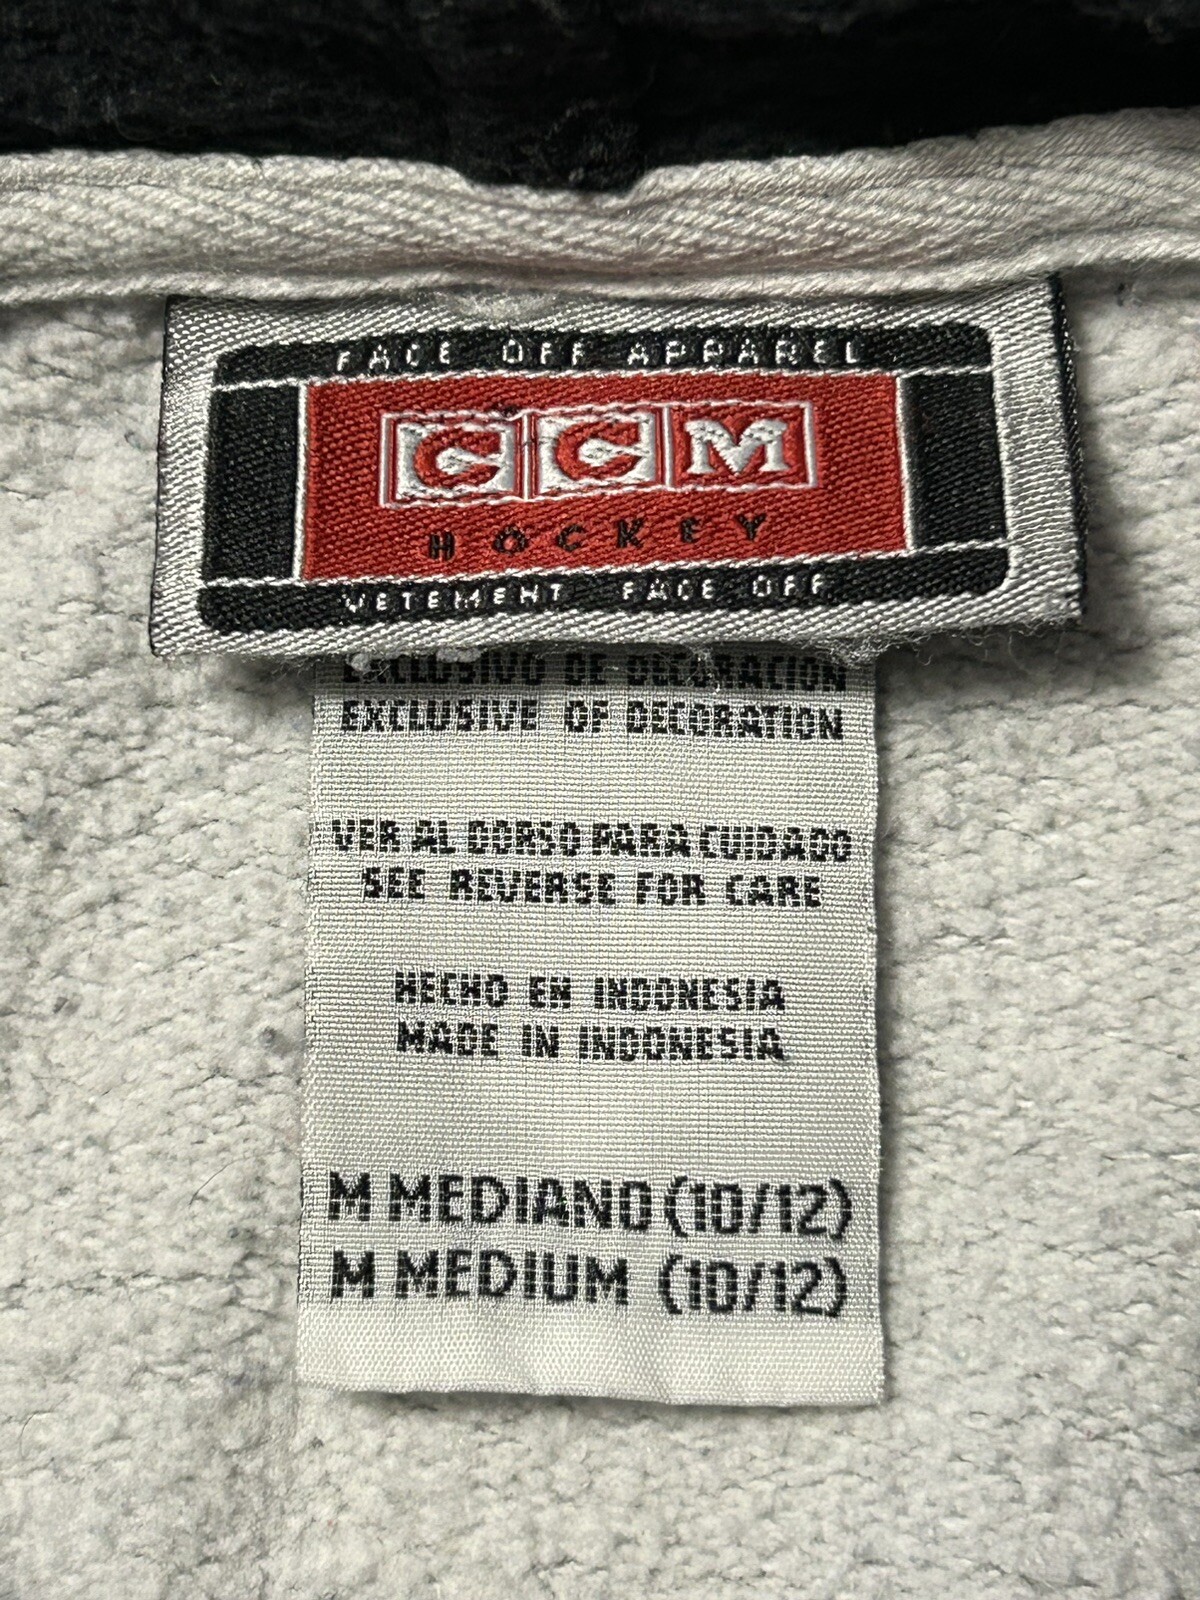 FACE OFF APPAREL
CCM
HOCKEY
VETEMENT FACE OFF
EXCLUSIVO DE DECORACION
EXCLUSIVE OF DECORATION
VER AL DORSO PARA CUIDADO
SEE REVERSE FOR CARE
HECHO EN INDONESIA
MADE IN INDONESIA
M MEDIANO (10/12)
M MEDIUM (10/12)